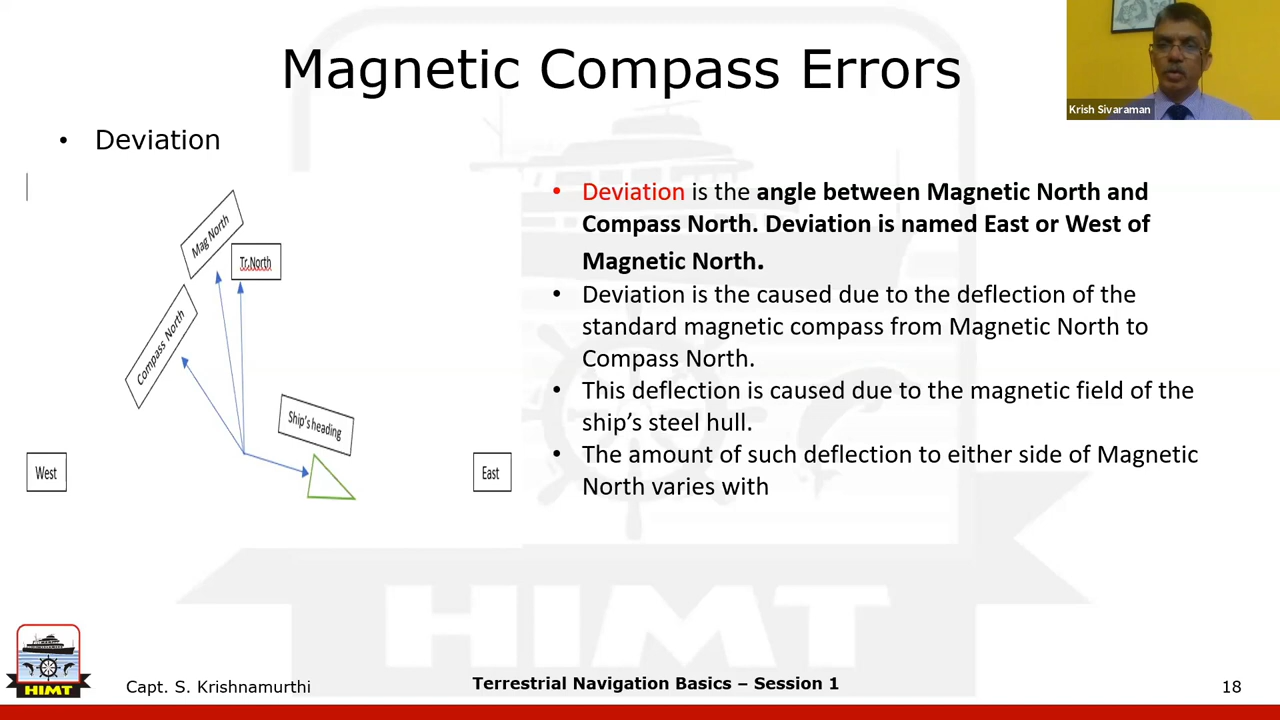 Magnetic Compass Errors
Krish Sivaraman
• Deviation
Mag North
Tr.North
Compass North
Ship's heading
West
East
• Deviation is the angle between Magnetic North and
Compass North. Deviation is named East or West of
Magnetic North.
• Deviation is the caused due to the deflection of the
standard magnetic compass from Magnetic North to
Compass North.
• This deflection is caused due to the magnetic field of the
ship's steel hull.
• The amount of such deflection to either side of Magnetic
North varies with
HIMT
HIMT
Capt. S. Krishnamurthi
Terrestrial Navigation Basics – Session 1
18